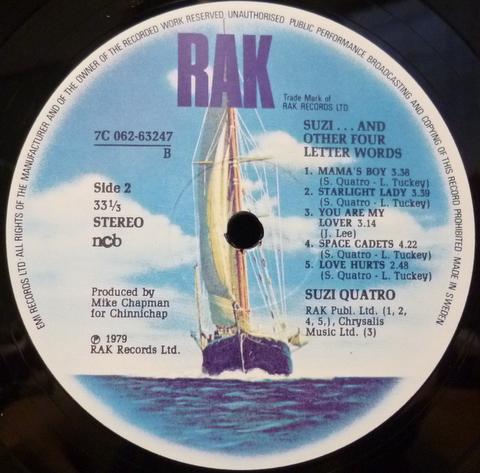 EMI RECORDS LTD ALL RIGHTS OF THE MANUFACTURER AND OF THE OWNER OF THE RECORDED WORK RESERVED. UNAUTHORISED PUBLIC PERFORMANCE BROADCASTING AND COPYING OF THIS RECORD PROHIBITED MADE IN SWEDEN.
RAK
Trade Mark of
RAK RECORDS LTD.
7C 062-63247
B
SUZI . . . AND
OTHER FOUR
LETTER WORDS
Side 2
33⅓
STEREO
ncb
1. MAMA'S BOY 3.38
(S. Quatro - L. Tuckey)
2. STARLIGHT LADY 3.39
(S. Quatro - L. Tuckey)
3. YOU ARE MY
LOVER 3.14
(J. Lee)
4. SPACE CADETS 4.22
(S. Quatro - L. Tuckey)
5. LOVE HURTS 2.48
(S. Quatro - L. Tuckey)
SUZI QUATRO
RAK Publ. Ltd. (1, 2,
4, 5,), Chrysalis
Music Ltd. (3)
Produced by
Mike Chapman
for Chinnichap
℗ 1979
RAK Records Ltd.